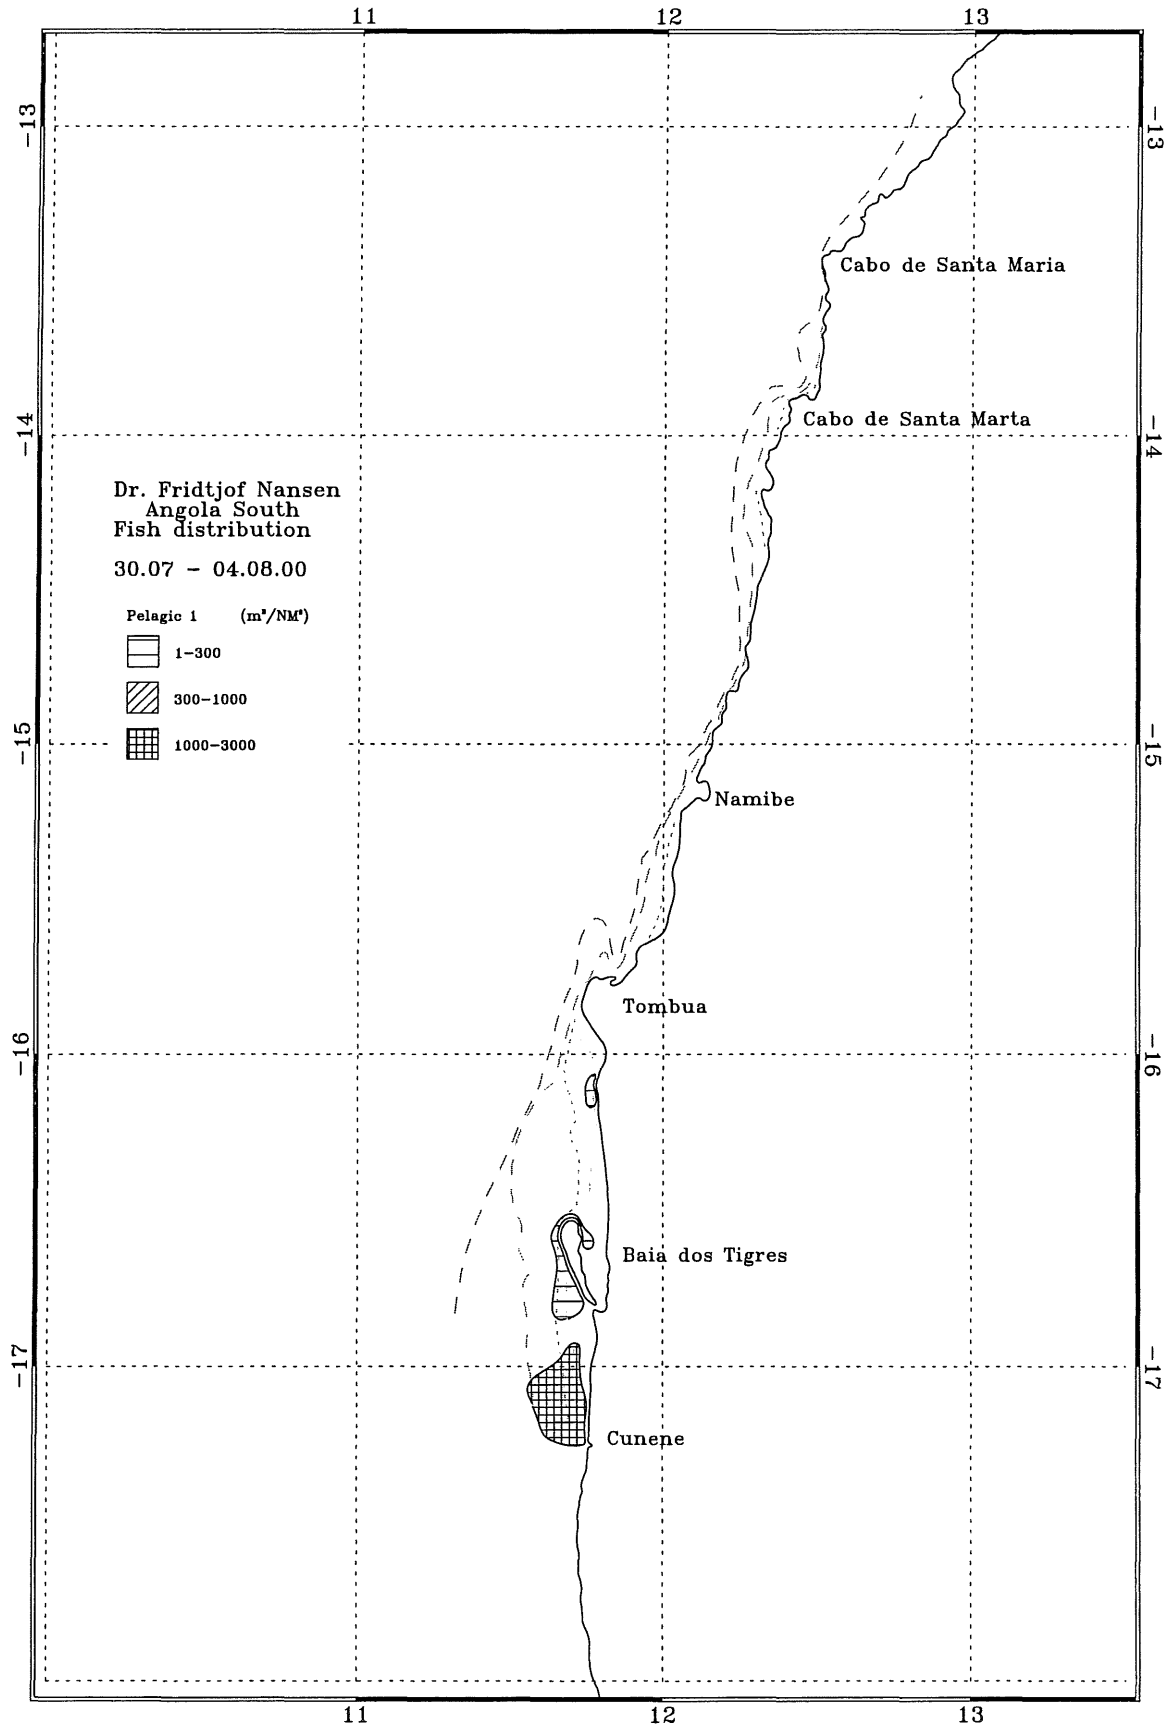 11 12 13
-13 -13
Cabo de Santa Maria
-14 Cabo de Santa Marta -14
Dr. Fridtjof Nansen
Angola South
Fish distribution
30.07 - 04.08.00
Pelagic 1 (m²/NM²)
1-300
300-1000
1000-3000
-15 -15
Namibe
Tombua
-16 -16
Baia dos Tigres
-17 -17
Cunene
11 12 13